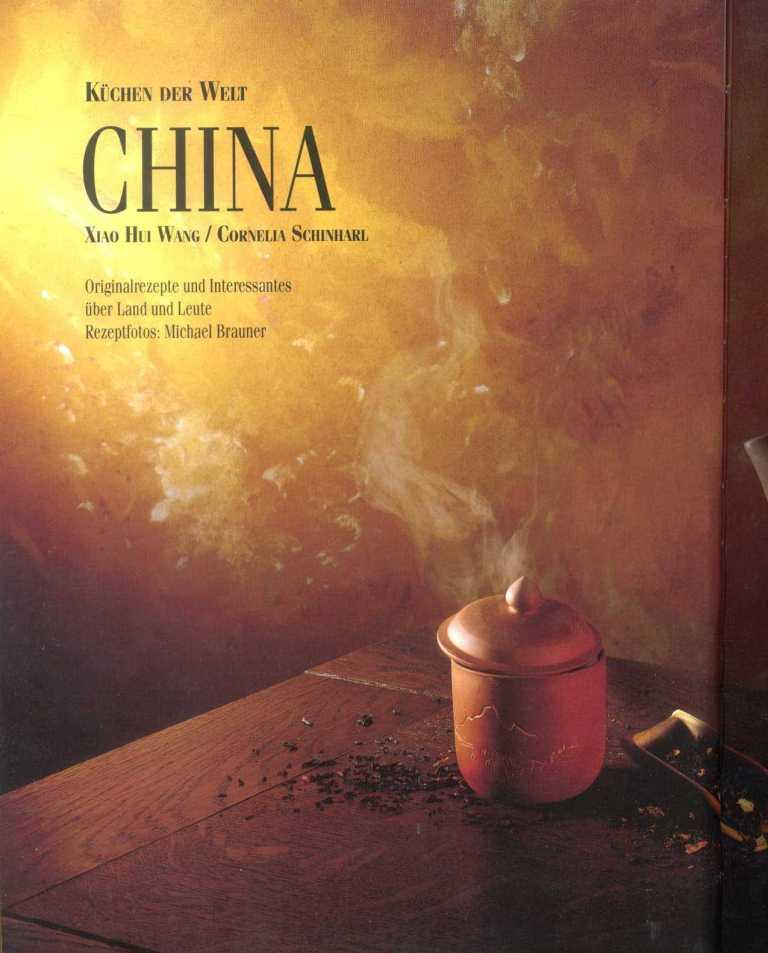 KÜCHEN DER WELT
CHINA
XIAO HUI WANG / CORNELIA SCHINHARL
Originalrezepte und Interessantes
über Land und Leute
Rezeptfotos: Michael Brauner